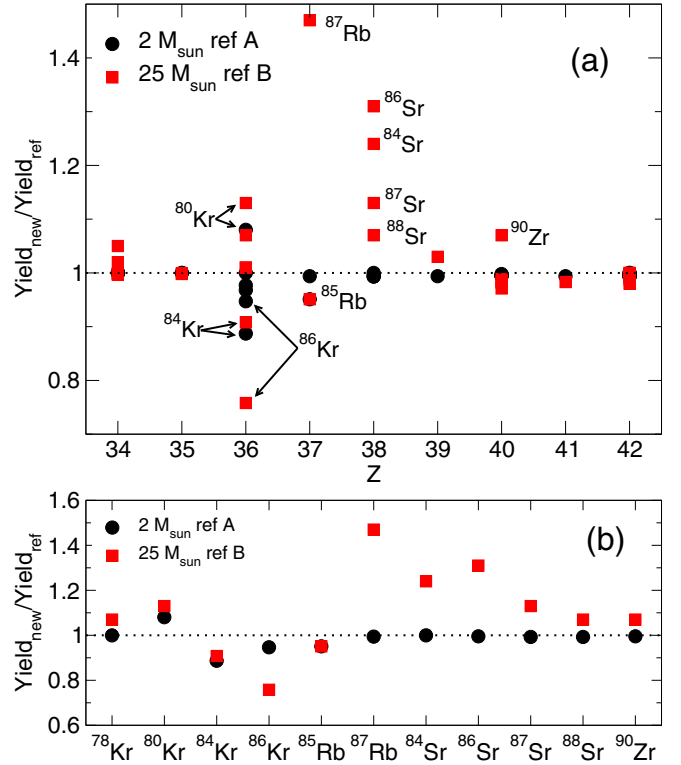 1.4
1.2
1
0.8
Yield_new/Yield_ref
2 M_sun ref A
25 M_sun ref B
(a)
⁸⁷Rb
⁸⁶Sr
⁸⁴Sr
⁸⁰Kr
⁸⁷Sr
⁸⁸Sr
⁹⁰Zr
⁸⁵Rb
⁸⁴Kr
⁸⁶Kr
34 35 36 37 38 39 40 41 42
Z
1.6
1.4
1.2
1
0.8
0.6
Yield_new/Yield_ref
2 M_sun ref A
25 M_sun ref B
(b)
⁷⁸Kr ⁸⁰Kr ⁸⁴Kr ⁸⁶Kr ⁸⁵Rb ⁸⁷Rb ⁸⁴Sr ⁸⁶Sr ⁸⁷Sr ⁸⁸Sr ⁹⁰Zr